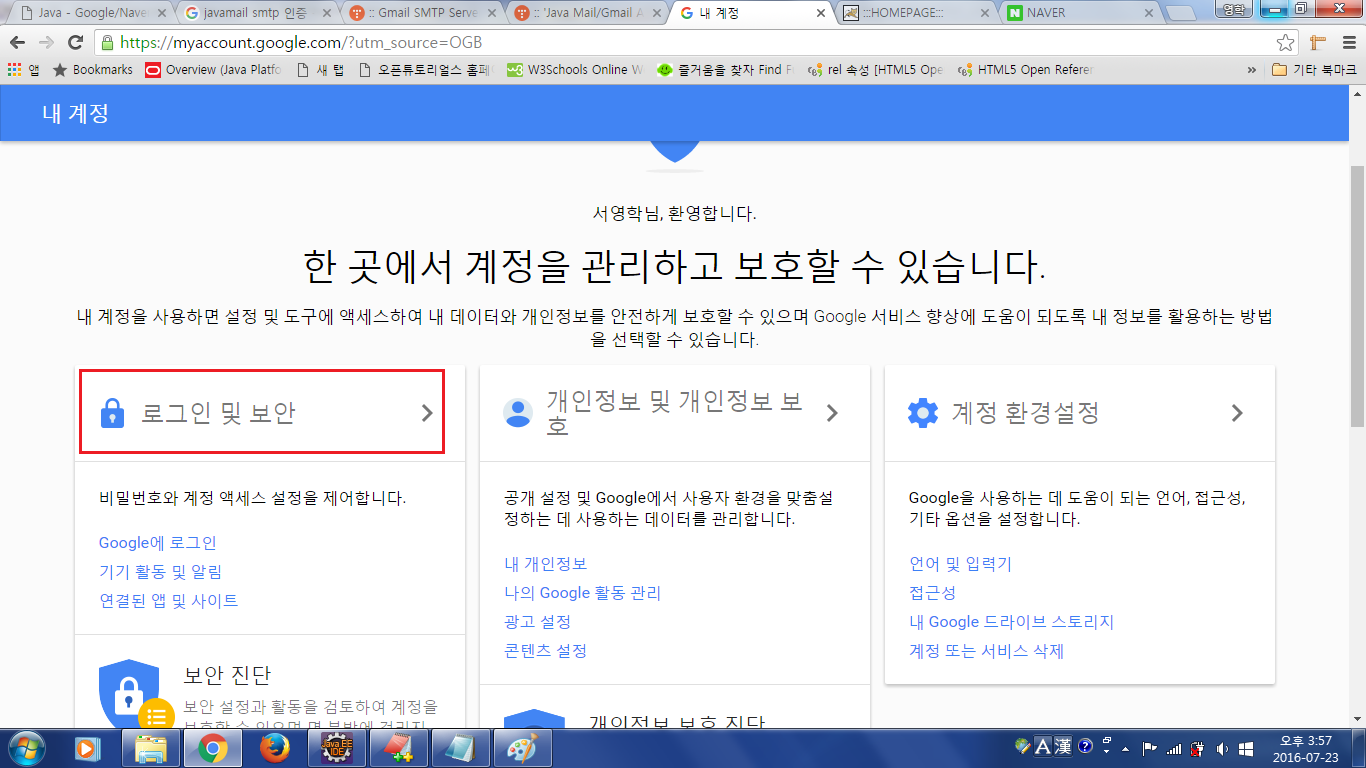 Java - Google/Nave
javamail smtp 인증
:: Gmail SMTP Serve
:: 'Java Mail/Gmail A
내 계정
:::HOMEPAGE:::
NAVER
영학
https://myaccount.google.com/?utm_source=OGB
앱
Bookmarks
Overview (Java Platfo
새 탭
오픈튜토리얼스 홈페
W3Schools Online W
즐거움을 찾자 Find F
rel 속성 [HTML5 Ope
HTML5 Open Referen
»
기타 북마크
내 계정
서영학님, 환영합니다.
한 곳에서 계정을 관리하고 보호할 수 있습니다.
내 계정을 사용하면 설정 및 도구에 액세스하여 내 데이터와 개인정보를 안전하게 보호할 수 있으며 Google 서비스 향상에 도움이 되도록 내 정보를 활용하는 방법
을 선택할 수 있습니다.
로그인 및 보안
비밀번호와 계정 액세스 설정을 제어합니다.
Google에 로그인
기기 활동 및 알림
연결된 앱 및 사이트
보안 진단
보안 설정과 활동을 검토하여 계정을
개인정보 및 개인정보 보
호
공개 설정 및 Google에서 사용자 환경을 맞춤설
정하는 데 사용하는 데이터를 관리합니다.
내 개인정보
나의 Google 활동 관리
광고 설정
콘텐츠 설정
개인정보 보호 진단
계정 환경설정
Google을 사용하는 데 도움이 되는 언어, 접근성,
기타 옵션을 설정합니다.
언어 및 입력기
접근성
내 Google 드라이브 스토리지
계정 또는 서비스 삭제
Java EE
IDE
A 漢
오후 3:57
2016-07-23